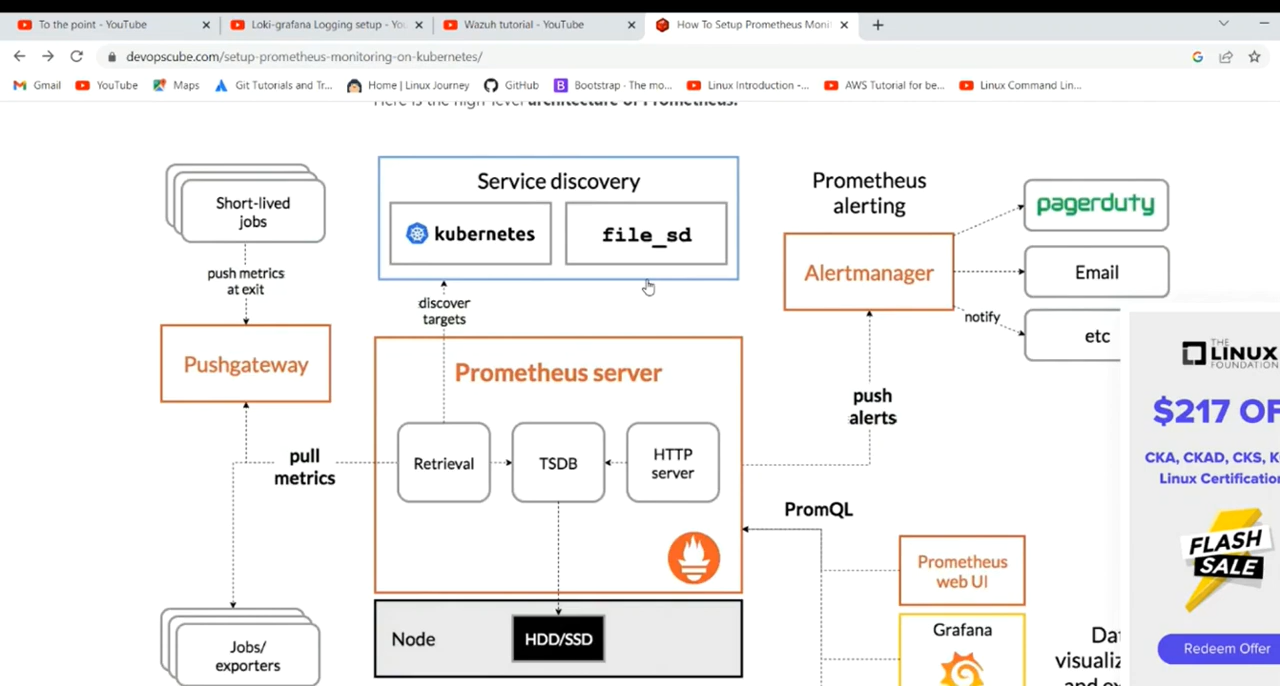 To the point - YouTube
Loki-grafana Logging setup - You
Wazuh tutorial - YouTube
How To Setup Prometheus Moni
devopscube.com/setup-prometheus-monitoring-on-kubernetes/
Gmail
YouTube
Maps
Git Tutorials and Tr...
Home | Linux Journey
GitHub
Bootstrap · The mo...
Linux Introduction -...
AWS Tutorial for be...
Linux Command Lin...
Here is the high-level architecture of Prometheus.
Short-lived
jobs
push metrics
at exit
Pushgateway
pull
metrics
Jobs/
exporters
Service discovery
kubernetes
file_sd
discover
targets
Prometheus server
Retrieval
TSDB
HTTP
server
Node
HDD/SSD
Prometheus
alerting
Alertmanager
pagerduty
Email
notify
etc
push
alerts
PromQL
Prometheus
web UI
Grafana
Dat
visualiz
THE
LINUX
FOUNDATION
$217 OF
CKA, CKAD, CKS, K
Linux Certification
FLASH
SALE
Redeem Offer